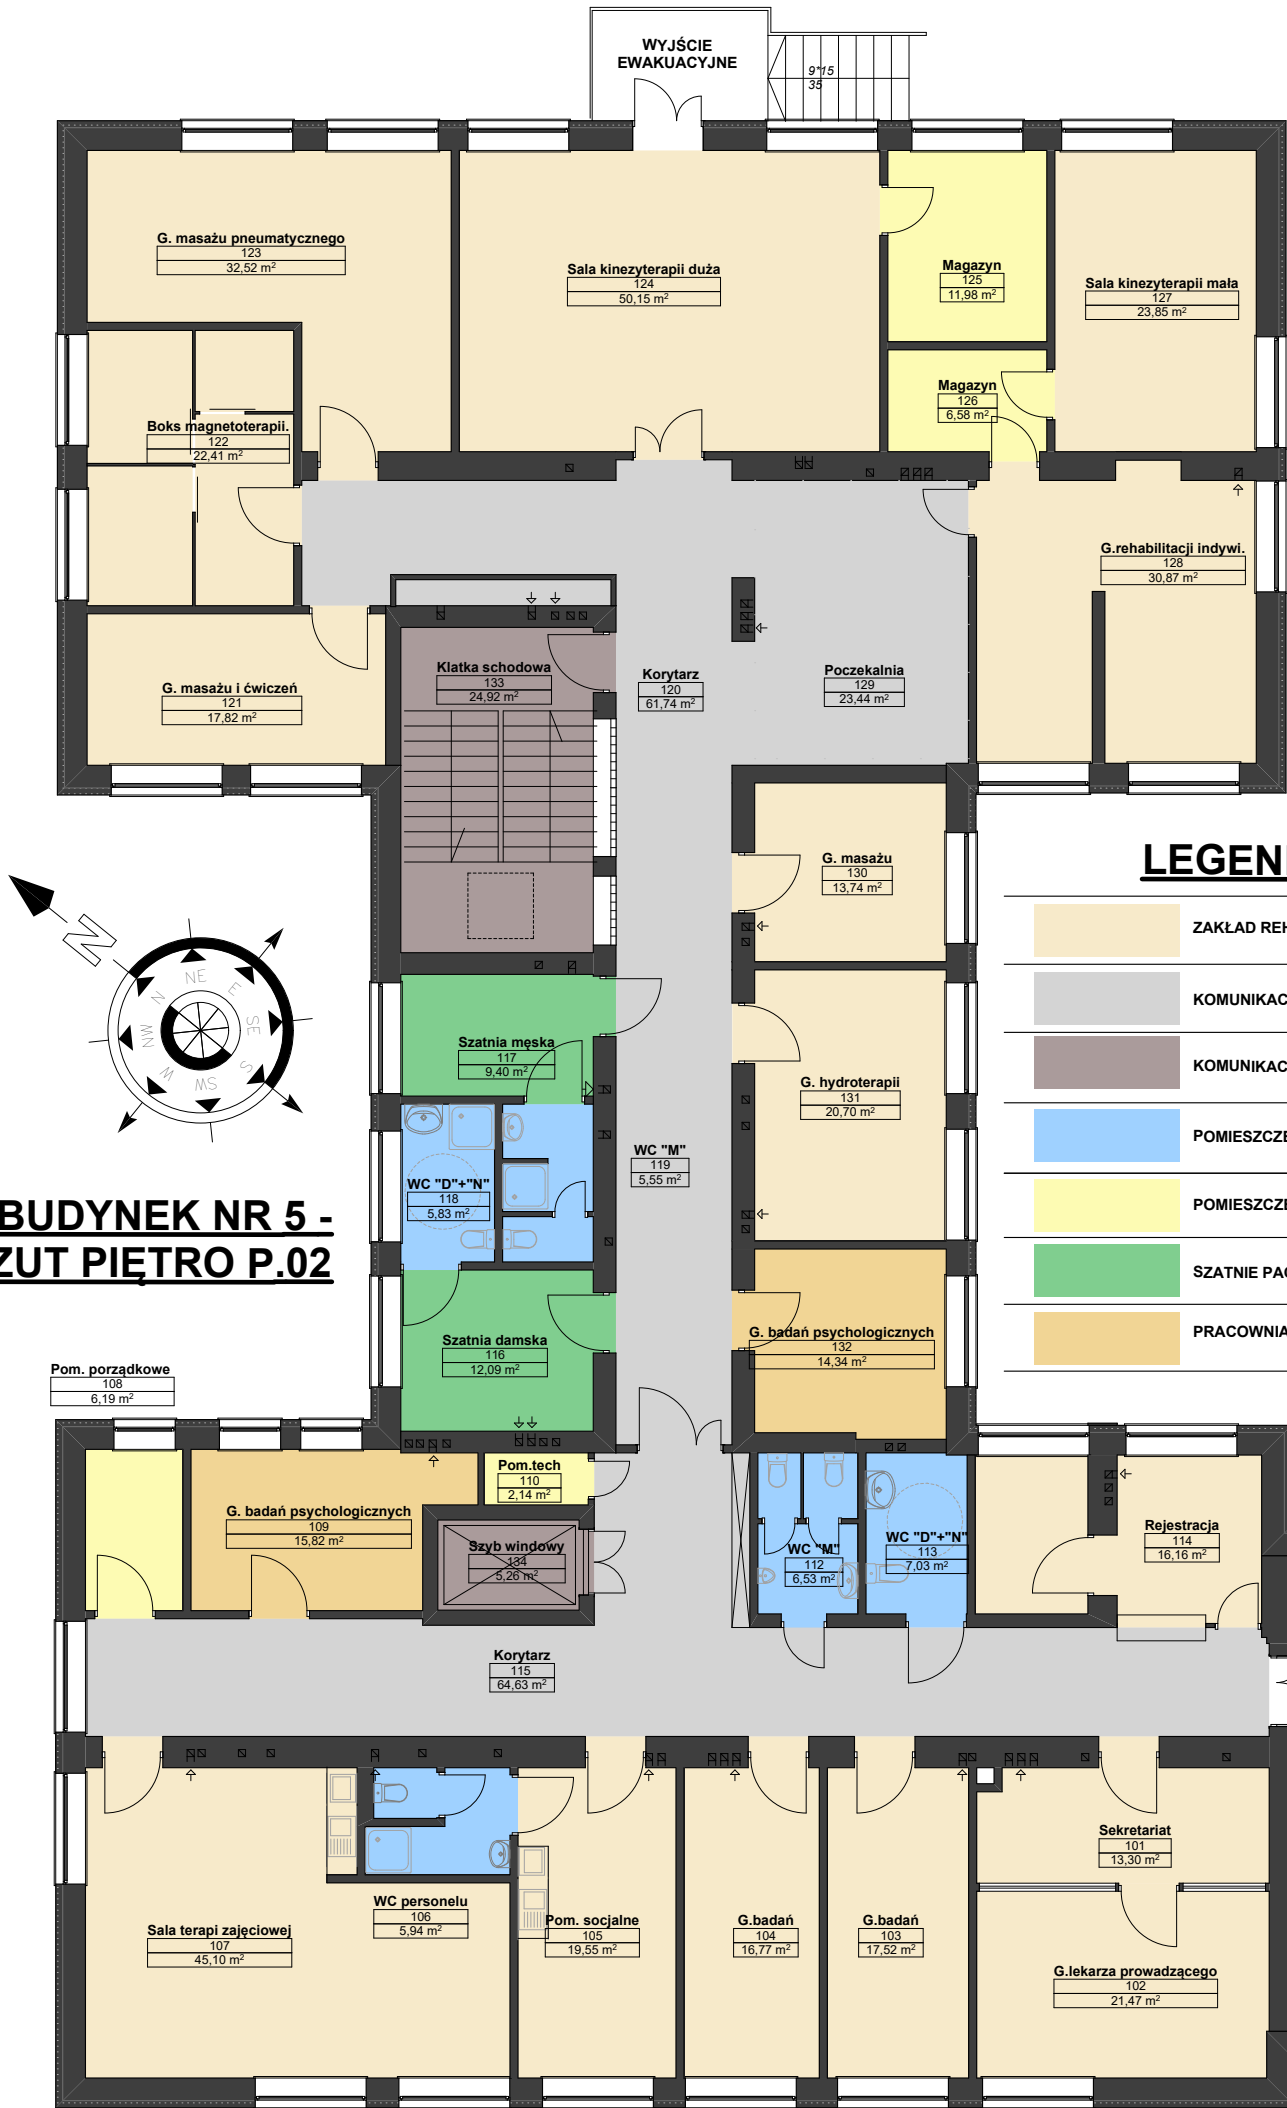 WYJŚCIE
EWAKUACYJNE
9*15
35
G. masażu pneumatycznego
123
32,52 m²
Sala kinezyterapii duża
124
50,15 m²
Magazyn
125
11,98 m²
Sala kinezyterapii mała
127
23,85 m²
Magazyn
126
6,58 m²
Boks magnetoterapii.
122
22,41 m²
G.rehabilitacji indywi.
128
30,87 m²
G. masażu i ćwiczeń
121
17,82 m²
Klatka schodowa
133
24,92 m²
Korytarz
120
61,74 m²
Poczekalnia
129
23,44 m²
G. masażu
130
13,74 m²
LEGEN
ZAKŁAD REH
KOMUNIKAC
KOMUNIKAC
POMIESZCZE
POMIESZCZE
SZATNIE PAC
PRACOWNIA
N
N
NE
E
SE
S
SW
W
NW
Szatnia męska
117
9,40 m²
G. hydroterapii
131
20,70 m²
WC "M"
119
5,55 m²
WC "D"+"N"
118
5,83 m²
BUDYNEK NR 5 -
ZUT PIĘTRO P.02
Szatnia damska
116
12,09 m²
G. badań psychologicznych
132
14,34 m²
Pom. porządkowe
108
6,19 m²
G. badań psychologicznych
109
15,82 m²
Pom.tech
110
2,14 m²
Szyb windowy
134
5,26 m²
WC "M"
112
6,53 m²
WC "D"+"N"
113
7,03 m²
Rejestracja
114
16,16 m²
Korytarz
115
64,63 m²
Sala terapi zajęciowej
107
45,10 m²
WC personelu
106
5,94 m²
Pom. socjalne
105
19,55 m²
G.badań
104
16,77 m²
G.badań
103
17,52 m²
Sekretariat
101
13,30 m²
G.lekarza prowadzącego
102
21,47 m²